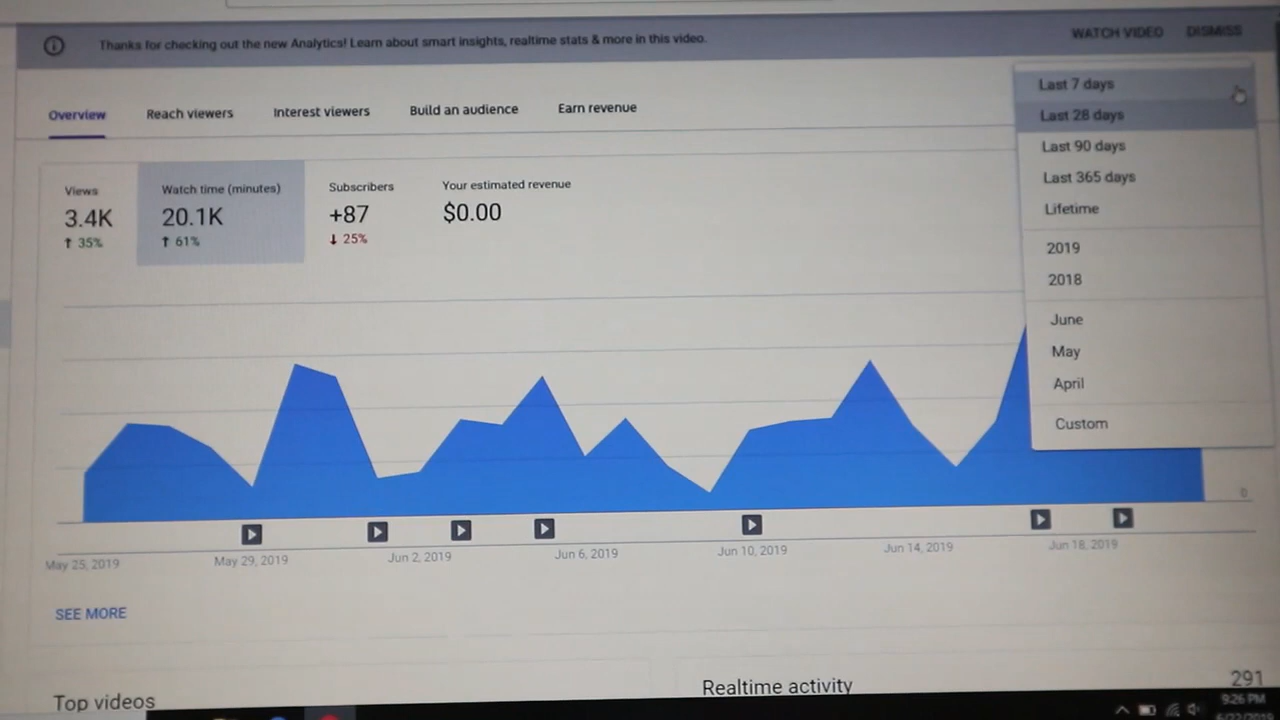 Thanks for checking out the new Analytics! Learn about smart insights, realtime stats & more in this video.
WATCH VIDEO DISMISS
Overview Reach viewers Interest viewers Build an audience Earn revenue
Views
3.4K
35%
Watch time (minutes)
20.1K
61%
Subscribers
+87
25%
Your estimated revenue
$0.00
Last 7 days
Last 28 days
Last 90 days
Last 365 days
Lifetime
2019
2018
June
May
April
Custom
0
May 25, 2019 May 29, 2019 Jun 2, 2019 Jun 6, 2019 Jun 10, 2019 Jun 14, 2019 Jun 18, 2019
SEE MORE
Top videos
Realtime activity
291
9:26 PM